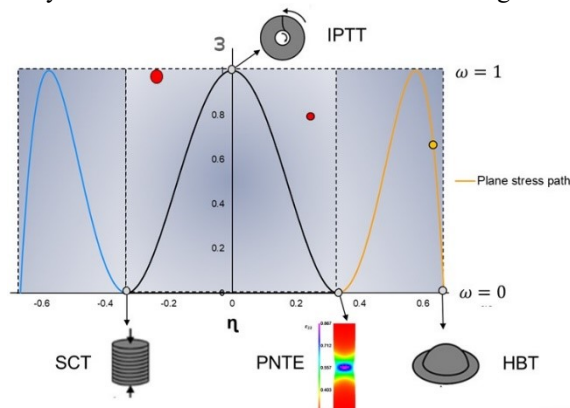 ω
IPTT
ω = 1
0.8
0.6
0.4
0.2
0
Plane stress path
ω = 0
-0.6
-0.4
-0.2
0
0.2
0.4
0.6
η
SCT
PNTE
HBT